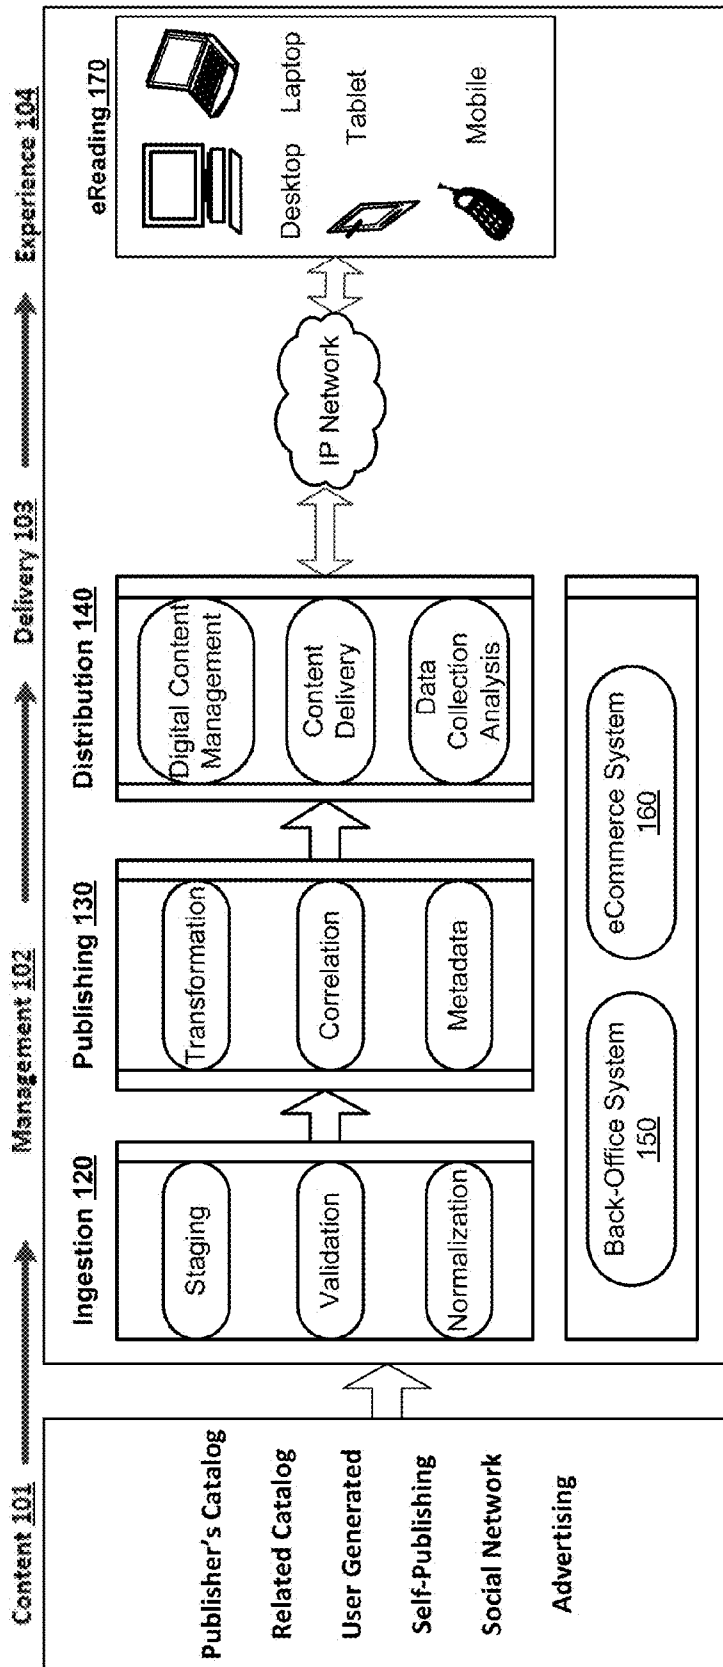 Content 101
Management 102
Delivery 103
Experience 104
Publisher's Catalog
Related Catalog
User Generated
Self-Publishing
Social Network
Advertising
Ingestion 120
Staging
Validation
Normalization
Publishing 130
Transformation
Correlation
Metadata
Distribution 140
Digital Content
Management
Content
Delivery
Data
Collection
Analysis
Back-Office System
150
eCommerce System
160
IP Network
eReading 170
Desktop
Laptop
Tablet
Mobile